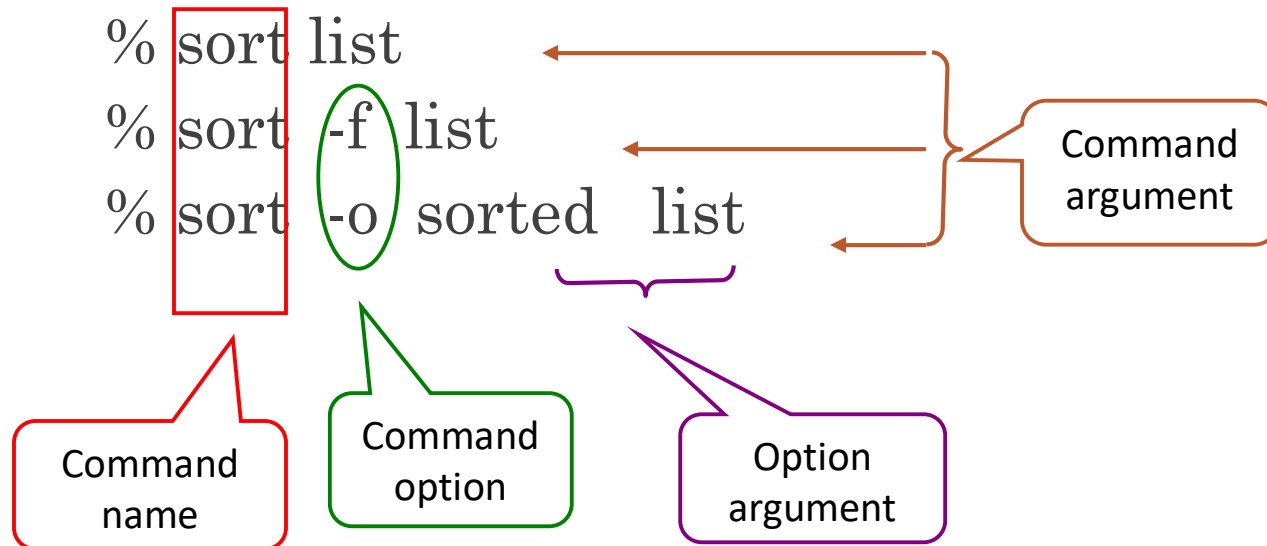 % sort list
% sort -f list
% sort -o sorted list
Command
argument
Command
name
Command
option
Option
argument